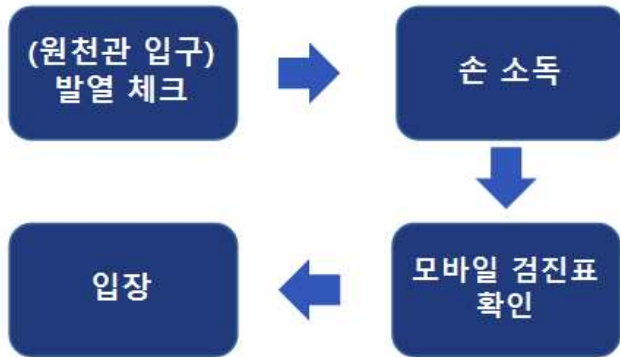 (원천관 입구)
발열 체크
손 소독
모바일 검진표
확인
입장